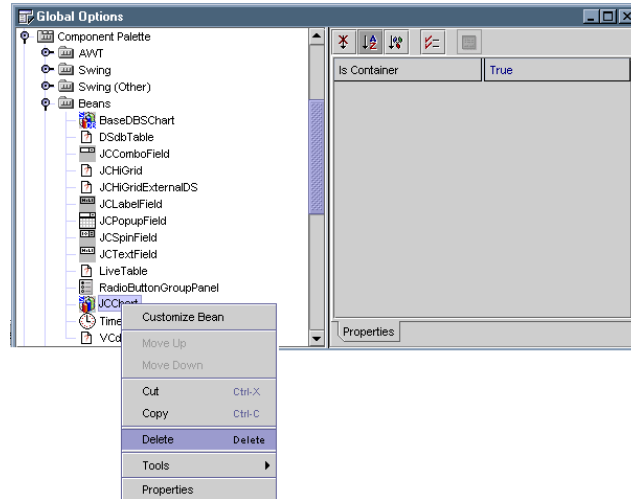 Global Options
Component Palette
AWT
Swing
Swing (Other)
Beans
BaseDBSChart
DSdbTable
JCComboField
JCHiGrid
JCHiGridExternalDS
JCLabelField
JCPopupField
JCSpinField
JCTextField
LiveTable
RadioButtonGroupPanel
JCChart
Time
VCd
Is Container True
Properties
Customize Bean
Move Up
Move Down
Cut Ctrl-X
Copy Ctrl-C
Delete Delete
Tools
Properties